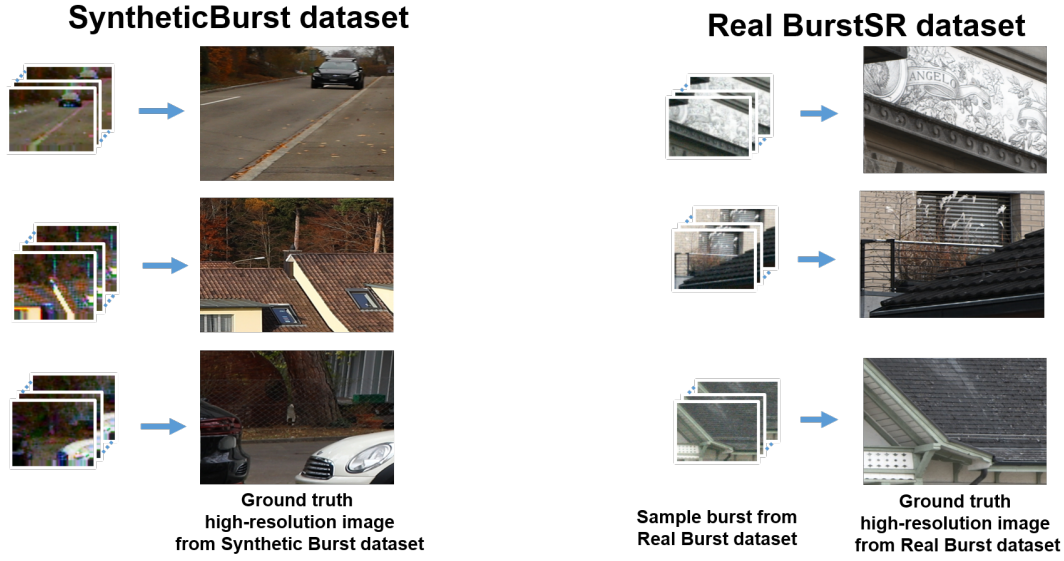 SyntheticBurst dataset
Real BurstSR dataset
ANGELO
Ground truth
high-resolution image
from Synthetic Burst dataset
Sample burst from
Real Burst dataset
Ground truth
high-resolution image
from Real Burst dataset